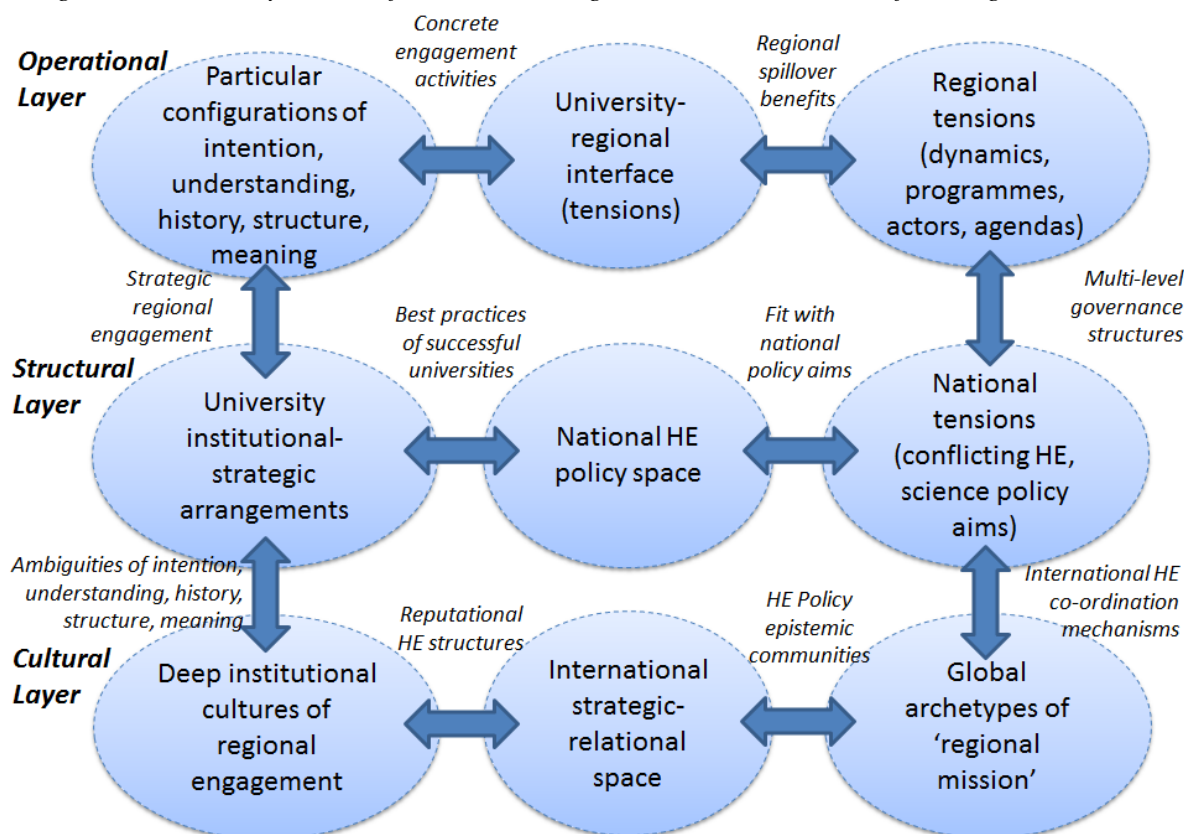 Concrete
engagement
activities
Regional
spillover
benefits
Operational
Layer
Particular
configurations of
intention,
understanding,
history, structure,
meaning
University-
regional
interface
(tensions)
Regional
tensions
(dynamics,
programmes,
actors, agendas)
Strategic
regional
engagement
Best practices
of successful
universities
Fit with
national
policy aims
Multi-level
governance
structures
Structural
Layer
University
institutional-
strategic
arrangements
National HE
policy space
National
tensions
(conflicting HE,
science policy
aims)
Ambiguities of intention,
understanding, history,
structure, meaning
Reputational
HE structures
HE Policy
epistemic
communities
International HE
co-ordination
mechanisms
Cultural
Layer
Deep institutional
cultures of
regional
engagement
International
strategic-
relational
space
Global
archetypes of
‘regional
mission’